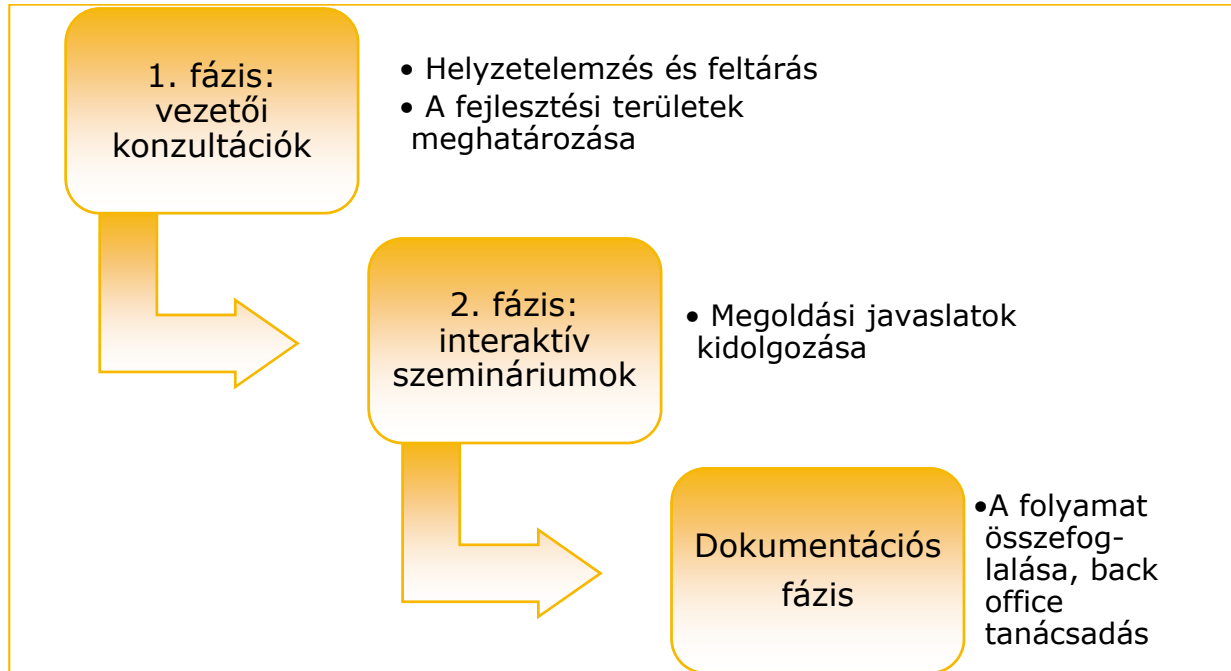 1. fázis:
vezetői
konzultációk
• Helyzetelemzés és feltárás
• A fejlesztési területek
meghatározása
2. fázis:
interaktív
szemináriumok
• Megoldási javaslatok
kidolgozása
Dokumentációs
fázis
•A folyamat
összefog-
lalása, back
office
tanácsadás